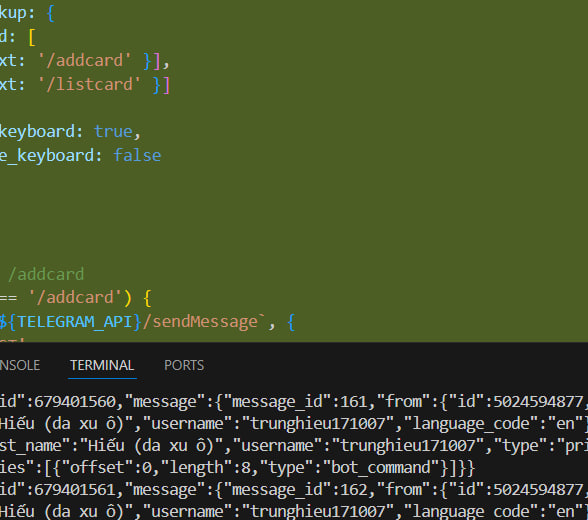 kup: {
d: [
xt: '/addcard' }],
xt: '/listcard' }]
keyboard: true,
e_keyboard: false
/addcard
== '/addcard') {
${TELEGRAM_API}/sendMessage`, {
NSOLE TERMINAL PORTS
id":679401560,"message":{"message_id":161,"from":{"id":5024594877,
Hiếu (da xu ô)","username":"trunghieu171007","language_code":"en"}
st_name":"Hiếu (da xu ô)","username":"trunghieu171007","type":"pri
ies":[{"offset":0,"length":8,"type":"bot_command"}]}}
id":679401561,"message":{"message_id":162,"from":{"id":5024594877,
Hiếu (da xu ô)","username":"trunghieu171007","language_code":"en"}